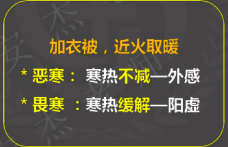 加衣被，近火取暖
* 恶寒 ： 寒热不减—外感
* 畏寒 ： 寒热缓解—阳虚